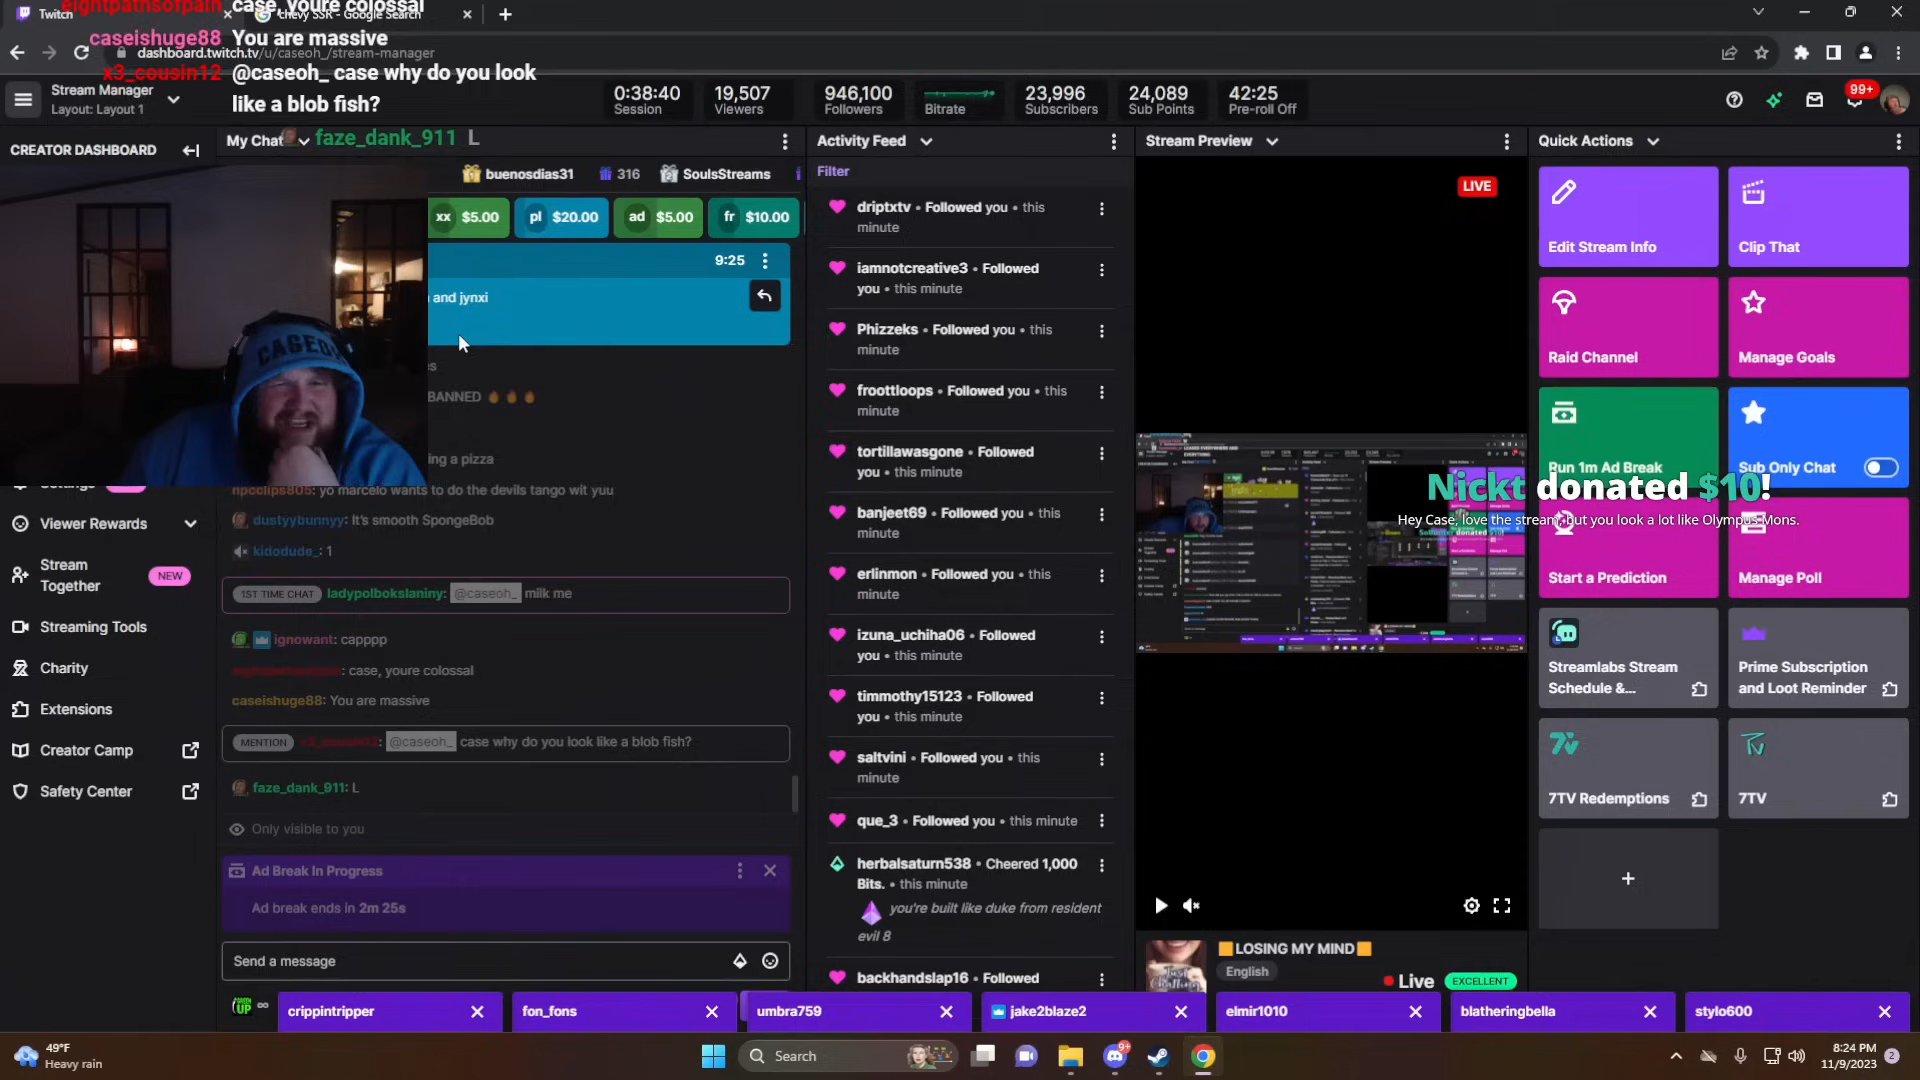 Twitch
chevy SSR - Google Search
case, youre colossal
caseishuge88 You are massive
dashboard.twitch.tv/u/caseoh_/stream-manager
x3_cousin12 @caseoh_ case why do you look
like a blob fish?
faze_dank_911 L
Stream Manager
Layout: Layout 1
0:38:40
Session
19,507
Viewers
946,100
Followers
Bitrate
23,996
Subscribers
24,089
Sub Points
42:25
Pre-roll Off
99+
CREATOR DASHBOARD
My Chat
Activity Feed
Stream Preview
Quick Actions
buenosdias31
316
SoulsStreams
xx $5.00
pl $20.00
ad $5.00
fr $10.00
9:25
and jynxi
CASEOH
BANNED
ing a pizza
npcclips805: yo marcelo wants to do the devils tango wit yuu
dustyybunnyy: It's smooth SpongeBob
kidodude_: 1
1ST TIME CHAT ladypolbokslaniny: @caseoh_ milk me
ignowant: capppp
case, youre colossal
caseishuge88: You are massive
MENTION x3_cousin12: @caseoh_ case why do you look like a blob fish?
faze_dank_911: L
Only visible to you
Ad Break In Progress
Ad break ends in 2m 25s
Send a message
Settings
Viewer Rewards
Stream
Together
NEW
Streaming Tools
Charity
Extensions
Creator Camp
Safety Center
Filter
driptxtv • Followed you • this
minute
iamnotcreative3 • Followed
you • this minute
Phizzeks • Followed you • this
minute
froottloops • Followed you • this
minute
tortillawasgone • Followed
you • this minute
banjeet69 • Followed you • this
minute
erlinmon • Followed you • this
minute
izuna_uchiha06 • Followed
you • this minute
timmothy15123 • Followed
you • this minute
saltvini • Followed you • this
minute
que_3 • Followed you • this minute
herbalsaturn538 • Cheered 1,000
Bits. • this minute
you're built like duke from resident
evil 8
backhandslap16 • Followed
LIVE
LOSING MY MIND
English
Live
EXCELLENT
Edit Stream Info
Clip That
Raid Channel
Manage Goals
Run 1m Ad Break
Sub Only Chat
Nickt donated $10!
Hey Case, love the stream, but you look a lot like Olympus Mons.
Start a Prediction
Manage Poll
Streamlabs Stream
Schedule &...
Prime Subscription
and Loot Reminder
7TV Redemptions
7TV
crippintripper
fon_fons
umbra759
jake2blaze2
elmir1010
blatheringbella
stylo600
49°F
Heavy rain
Search
9+
8:24 PM
11/9/2023
2